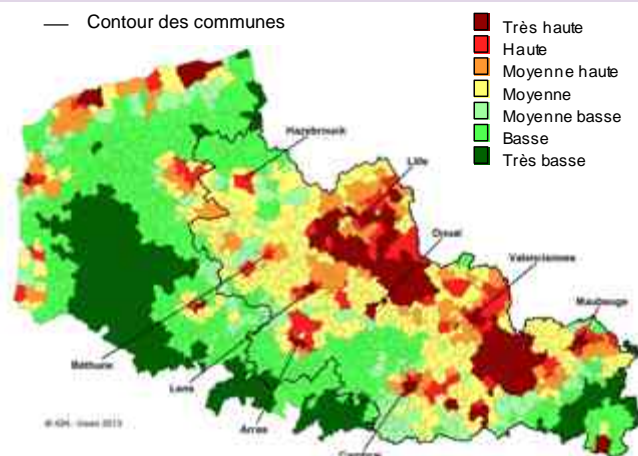 Contour des communes
Très haute
Haute
Moyenne haute
Moyenne
Moyenne basse
Basse
Très basse
Hazebrouck
Lille
Douai
Valenciennes
Maubeuge
Béthune
Lens
Arras
Cambrai